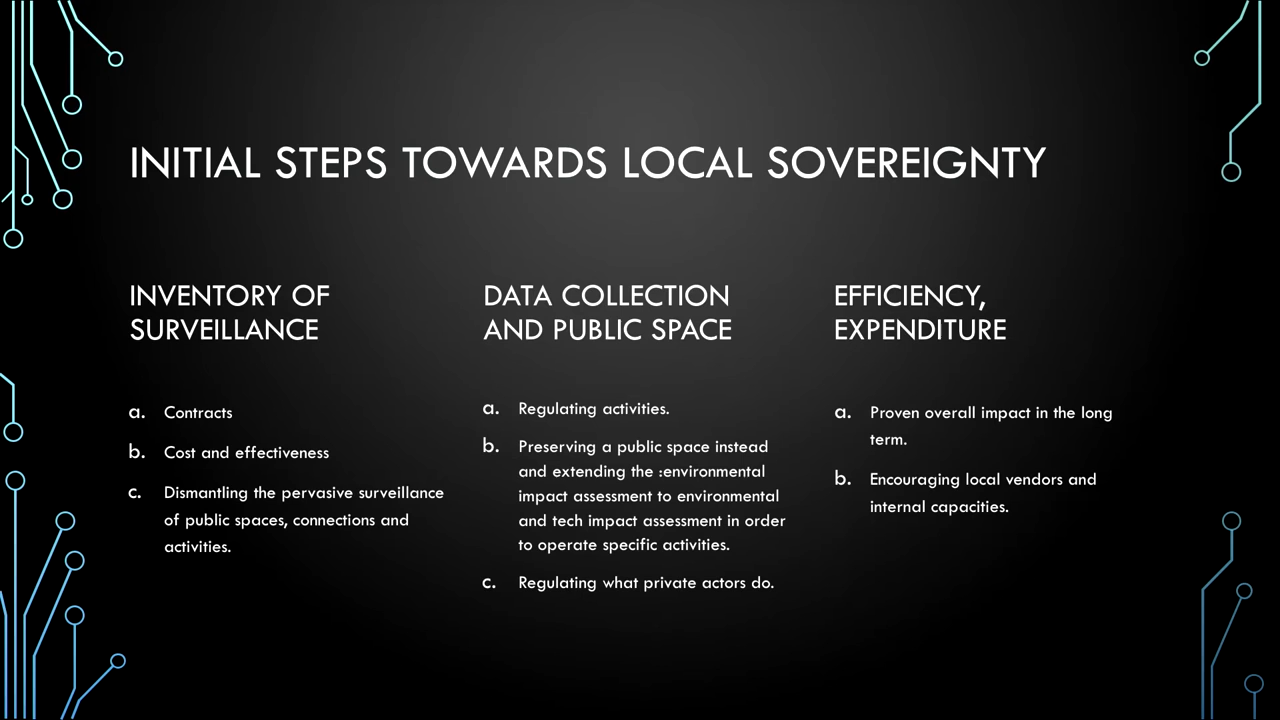 INITIAL STEPS TOWARDS LOCAL SOVEREIGNTY
INVENTORY OF
SURVEILLANCE
a. Contracts
b. Cost and effectiveness
c. Dismantling the pervasive surveillance
of public spaces, connections and
activities.
DATA COLLECTION
AND PUBLIC SPACE
a. Regulating activities.
b. Preserving a public space instead
and extending the :environmental
impact assessment to environmental
and tech impact assessment in order
to operate specific activities.
c. Regulating what private actors do.
EFFICIENCY,
EXPENDITURE
a. Proven overall impact in the long
term.
b. Encouraging local vendors and
internal capacities.